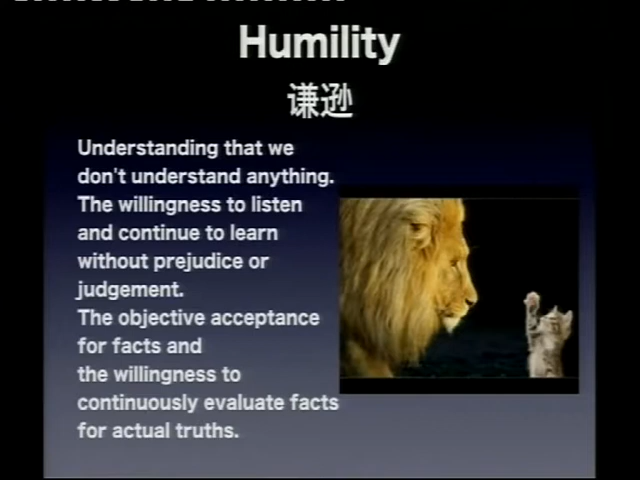 Humility
谦逊
Understanding that we
don't understand anything.
The willingness to listen
and continue to learn
without prejudice or
judgement.
The objective acceptance
for facts and
the willingness to
continuously evaluate facts
for actual truths.